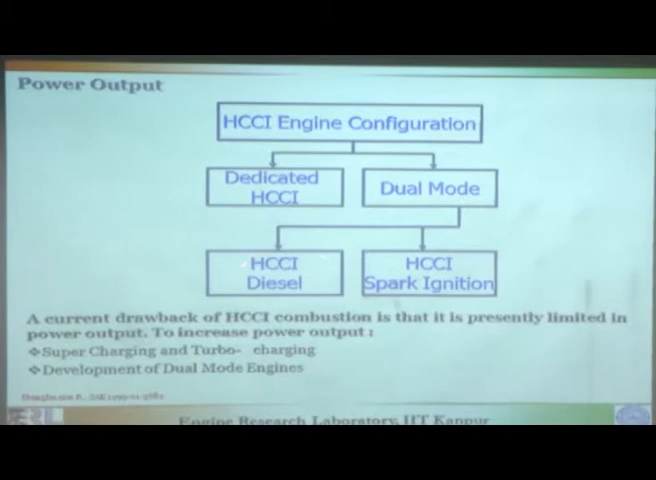 Power Output
HCCI Engine Configuration
Dedicated
HCCI
Dual Mode
HCCI
Diesel
HCCI
Spark Ignition
A current drawback of HCCI combustion is that it is presently limited in
power output. To increase power output :
❖Super Charging and Turbo- charging
❖Development of Dual Mode Engines
Engine Research Laboratory, IIT Kanpur